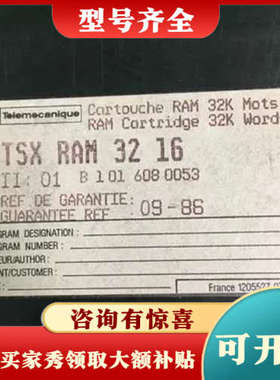 型号齐全
Telemecanique
Cartouche RAM 32K Mots
RAM Cartridge 32K Word
TSX RAM 32 16
II: 01 B 1 01 608 0053
REF DE GARANTIE:
GUARANTEE REF
09-86
GRAM DESIGNATION:
GRAM NUMBER:
EUR/AUTHOR:
NT/CUSTOMER:
France
咨询有惊喜
买家秀领取大额补贴
可开